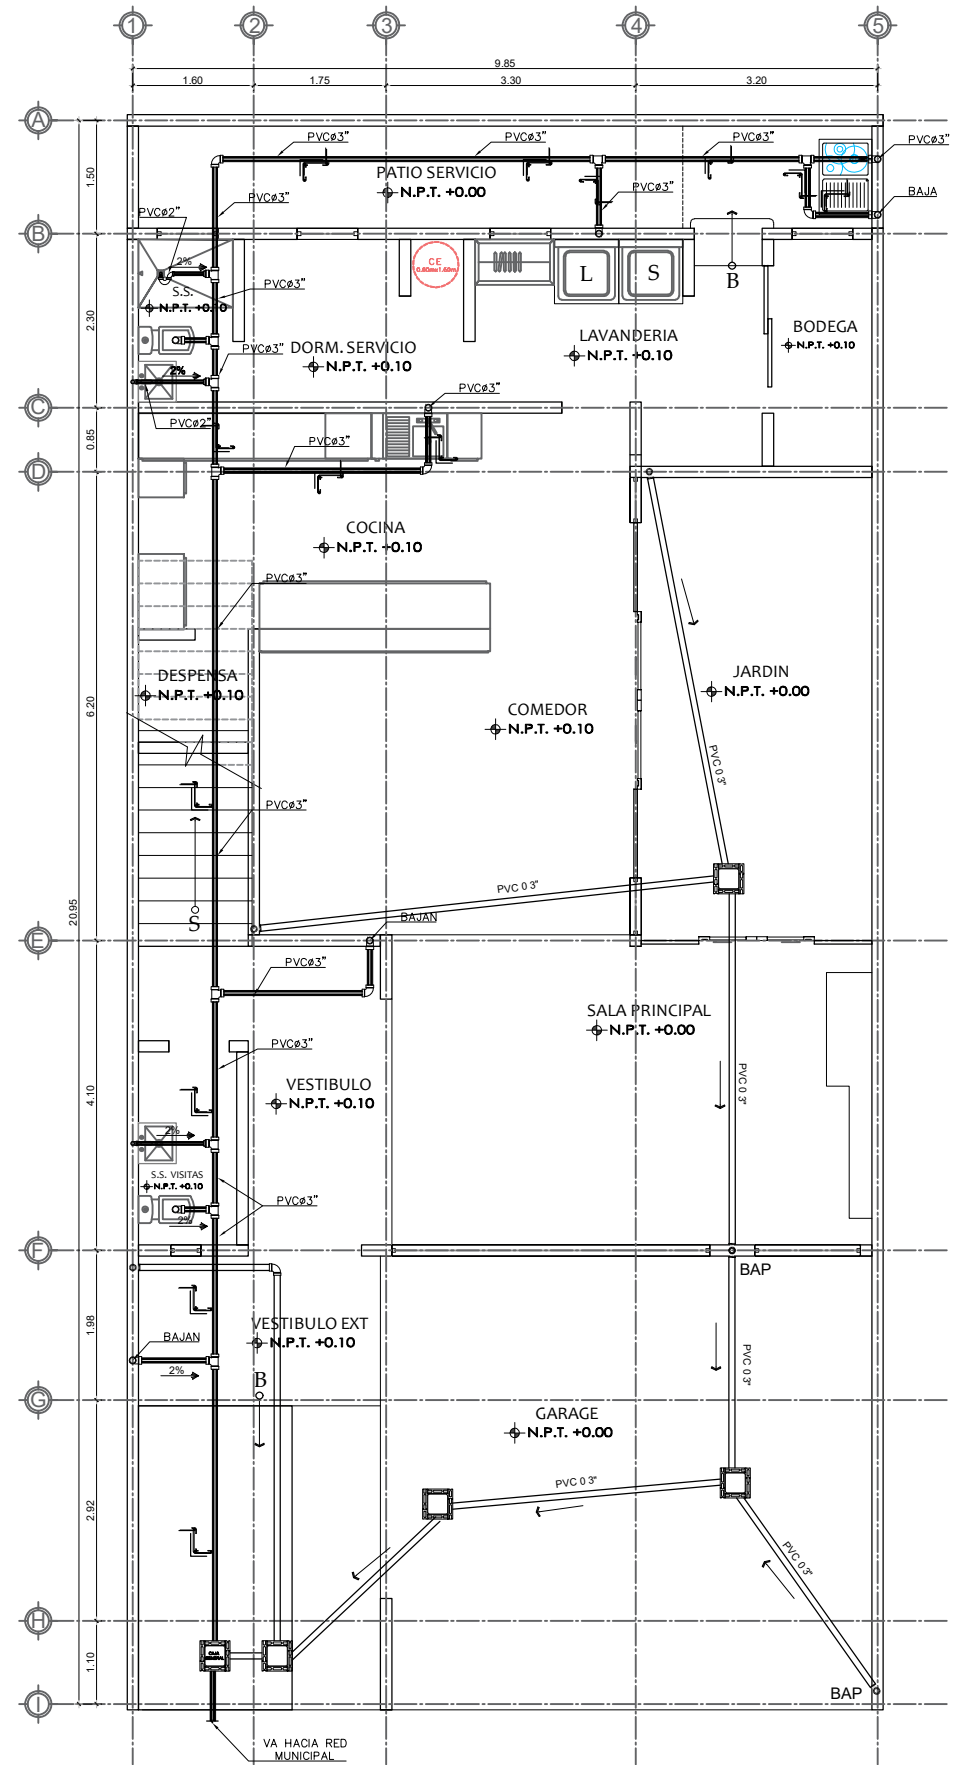 1 2 3 4 5
9.85
1.60 1.75 3.30 3.20
A
PVCø3" PVCø3" PVCø3" PVCø3"
1.50
PATIO SERVICIO
N.P.T. +0.00
PVCø3"
PVCø3"
BAJA
PVCø2"
B
2%
CE
0.60mx1.60m
L S
B
S.S.
N.P.T. +0.10
PVCø3"
2.30
DORM. SERVICIO
N.P.T. +0.10
LAVANDERIA
N.P.T. +0.10
BODEGA
N.P.T. +0.10
PVCø3"
2%
PVCø3"
C
PVCø2"
0.85
PVCø3"
D
COCINA
N.P.T. +0.10
PVCø3"
DESPENSA
N.P.T. +0.10
JARDIN
N.P.T. +0.00
6.20
COMEDOR
N.P.T. +0.10
PVC 0 3"
PVCø3"
20.95
PVC 0 3"
S
BAJAN
E
PVCø3"
SALA PRINCIPAL
N.P.T. +0.00
PVCø3"
4.10
VESTIBULO
N.P.T. +0.10
PVC 0 3"
2%
S.S. VISITAS
N.P.T. +0.10
PVCø3"
2%
F
BAP
1.98
VESTIBULO EXT
N.P.T. +0.10
BAJAN
PVC 0 3"
2%
B
G
GARAGE
N.P.T. +0.00
PVC 0 3"
2.92
PVC 0 3"
H
CAJA
GENERAL
1.10
BAP
I
VA HACIA RED
MUNICIPAL